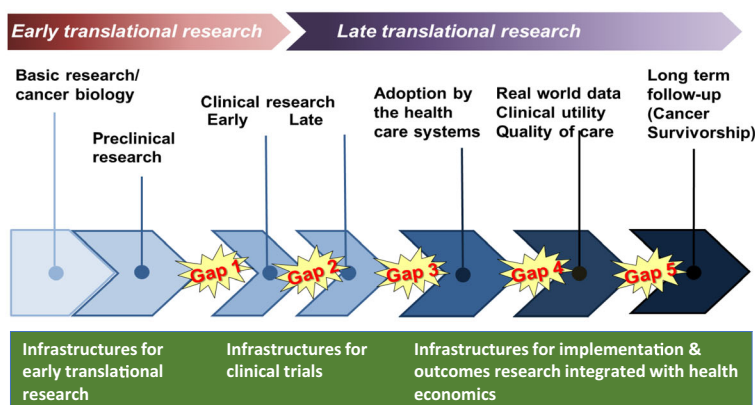 Early translational research
Late translational research
Basic research/
cancer biology
Preclinical
research
Clinical research
Early Late
Adoption by
the health
care systems
Real world data
Clinical utility
Quality of care
Long term
follow-up
(Cancer
Survivorship)
Gap 1
Gap 2
Gap 3
Gap 4
Gap 5
Infrastructures for
early translational
research
Infrastructures for
clinical trials
Infrastructures for implementation &
outcomes research integrated with health
economics